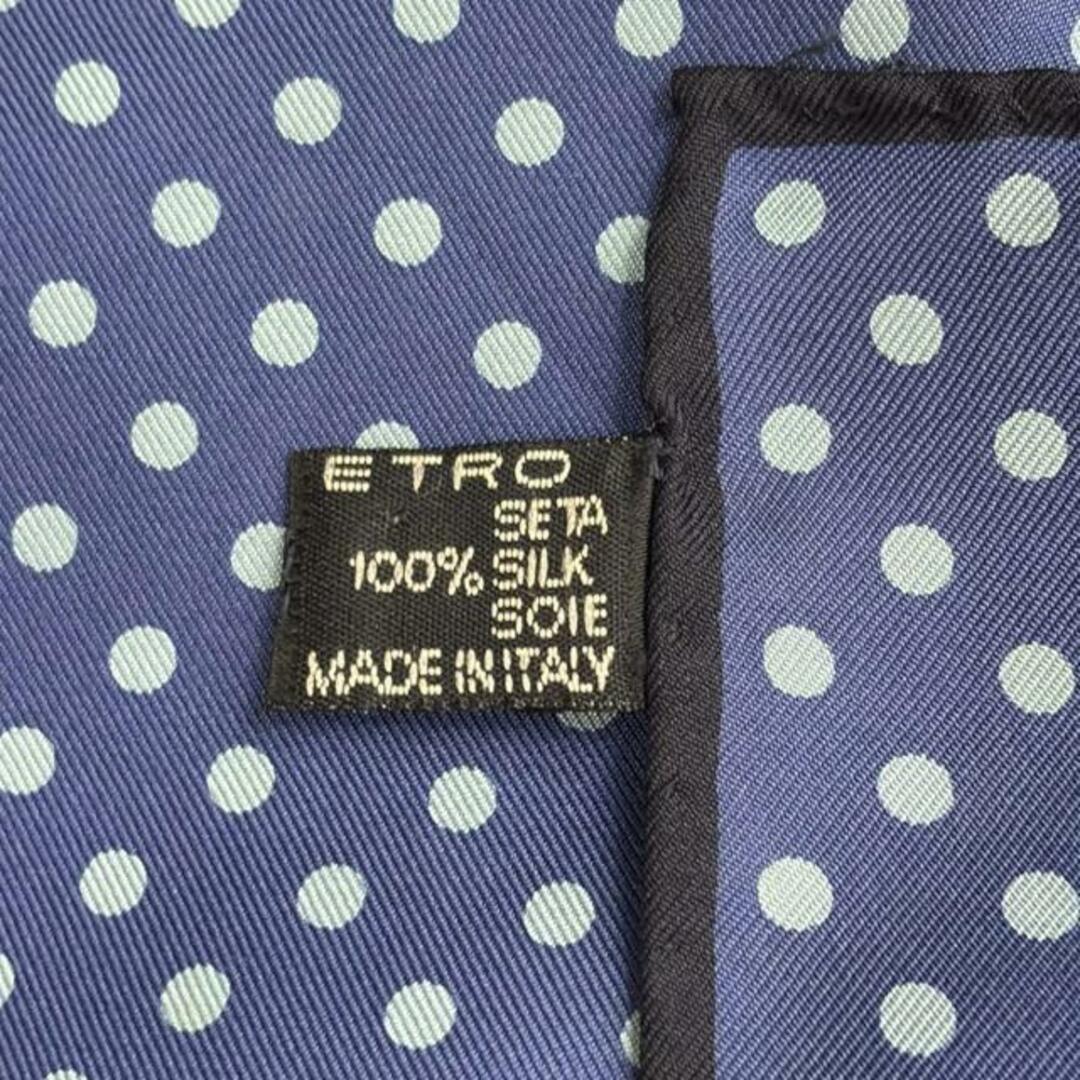 ETRO
SETA
100% SILK
SOIE
MADE IN ITALY